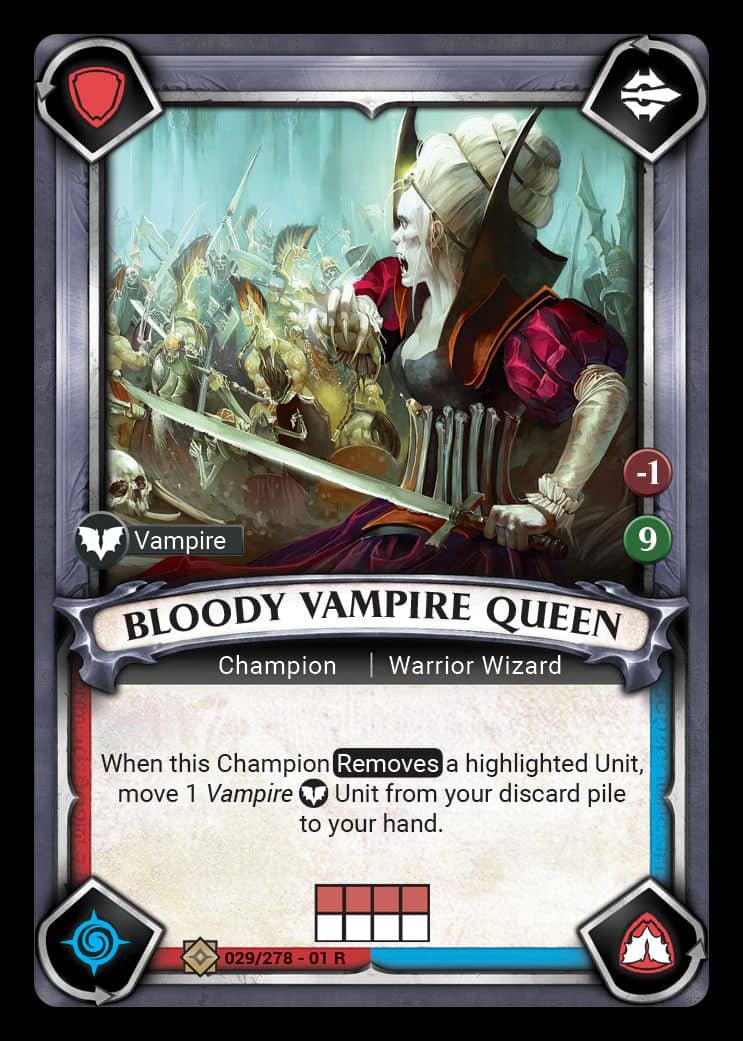 -1
Vampire
9
BLOODY VAMPIRE QUEEN
Champion | Warrior Wizard
When this Champion Removes a highlighted Unit,
move 1 Vampire Unit from your discard pile
to your hand.
029/278 - 01 R